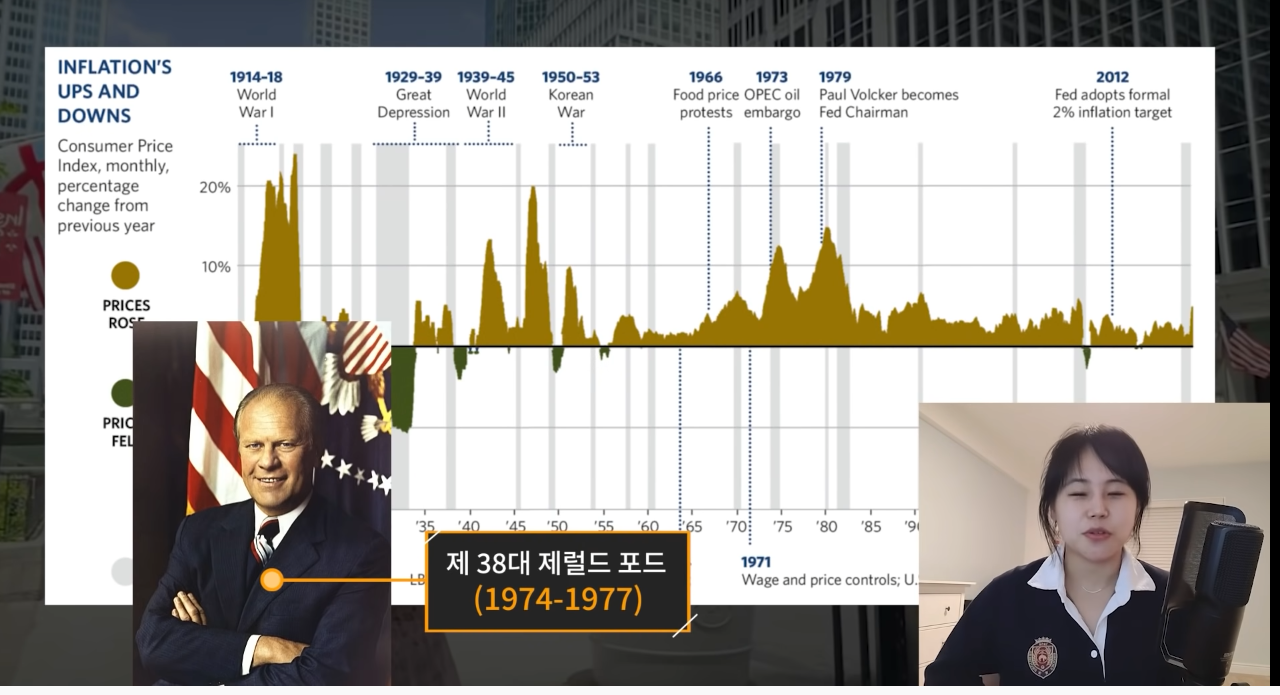 INFLATION'S
UPS AND
DOWNS
Consumer Price
Index, monthly,
percentage
change from
previous year
PRICES
1914–18
World
War I
1929–39
Great
Depression
1939–45
World
War II
1950–53
Korean
War
1966
Food price
protests
1973
OPEC oil
embargo
1979
Paul Volcker becomes
Fed Chairman
2012
Fed adopts formal
2% inflation target
20%
10%
'35 '40 '45 '50 '55 '60 '65 '70 '75 '80 '85
1971
Wage and price controls;
제 38대 제럴드 포드
(1974-1977)